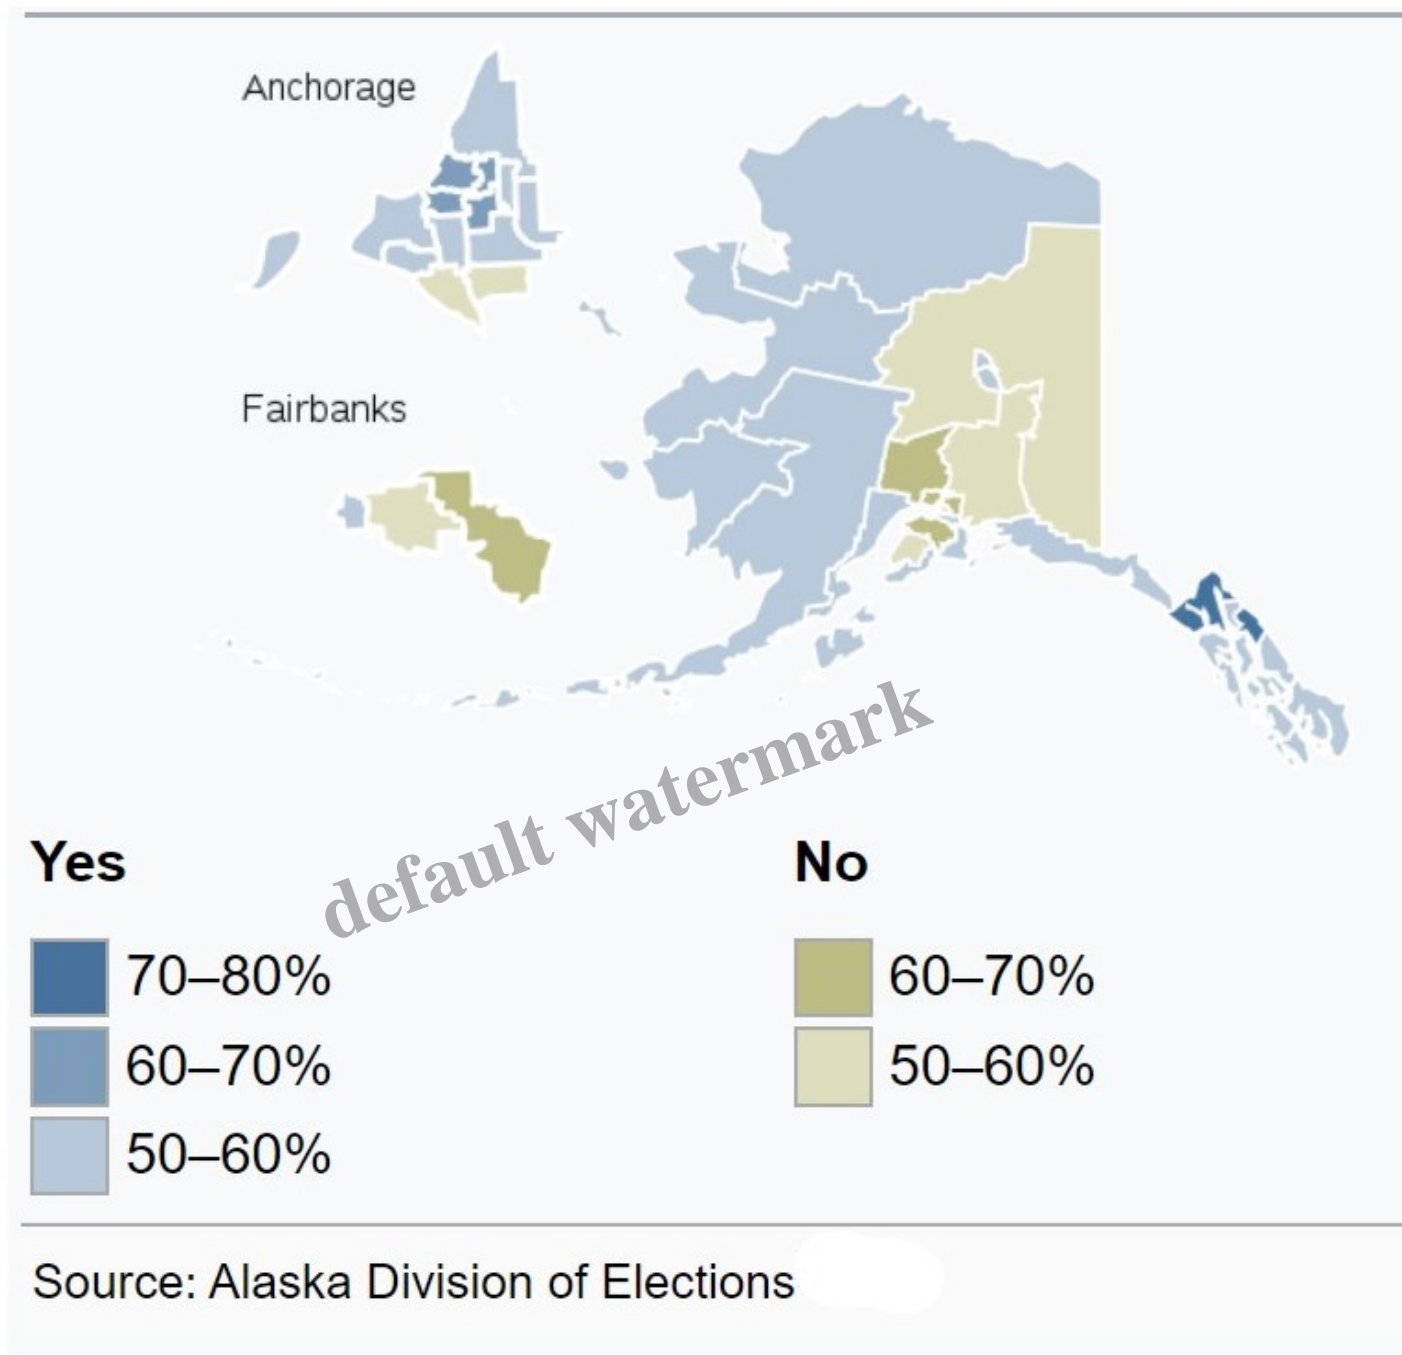 Anchorage
Fairbanks
default watermark
Yes
No
70–80%
60–70%
60–70%
50–60%
50–60%
Source: Alaska Division of Elections